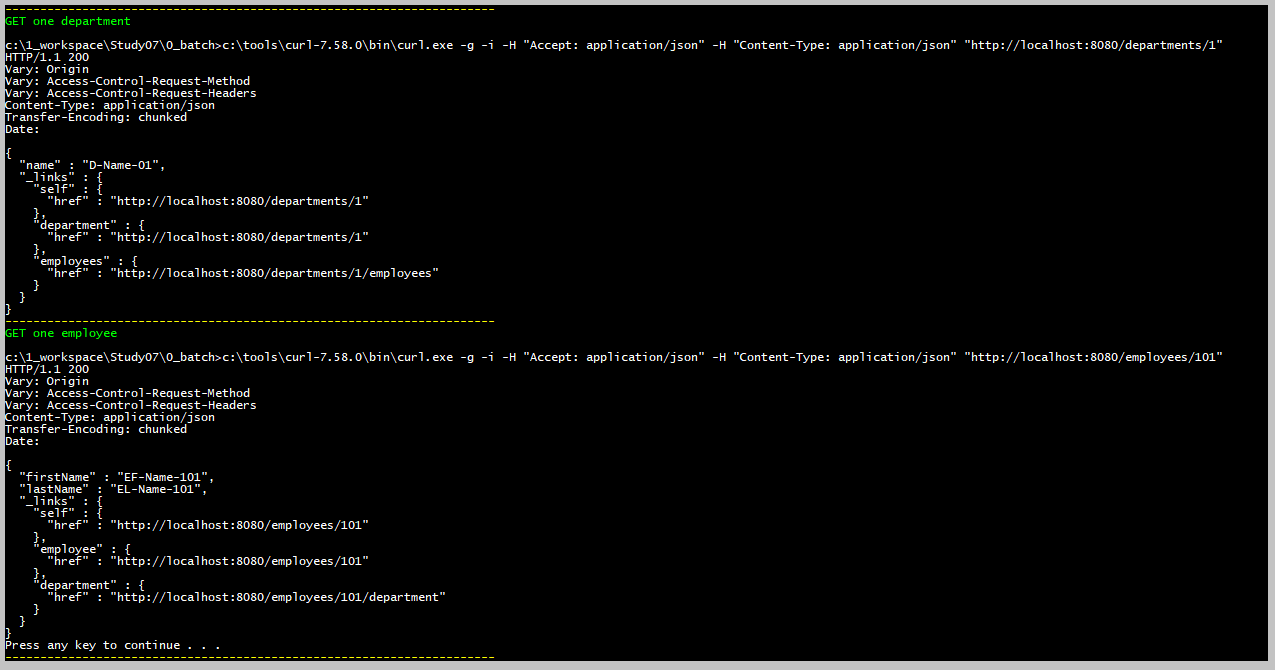 ----------------------------------------------------------------------
GET one department
c:\1_workspace\Study07\0_batch>c:\tools\curl-7.58.0\bin\curl.exe -g -i -H "Accept: application/json" -H "Content-Type: application/json" "http://localhost:8080/departments/1"
HTTP/1.1 200
Vary: Origin
Vary: Access-Control-Request-Method
Vary: Access-Control-Request-Headers
Content-Type: application/json
Transfer-Encoding: chunked
Date:
{
  "name" : "D-Name-01",
  "_links" : {
    "self" : {
      "href" : "http://localhost:8080/departments/1"
    },
    "department" : {
      "href" : "http://localhost:8080/departments/1"
    },
    "employees" : {
      "href" : "http://localhost:8080/departments/1/employees"
    }
  }
}
----------------------------------------------------------------------
GET one employee
c:\1_workspace\Study07\0_batch>c:\tools\curl-7.58.0\bin\curl.exe -g -i -H "Accept: application/json" -H "Content-Type: application/json" "http://localhost:8080/employees/101"
HTTP/1.1 200
Vary: Origin
Vary: Access-Control-Request-Method
Vary: Access-Control-Request-Headers
Content-Type: application/json
Transfer-Encoding: chunked
Date:
{
  "firstName" : "EF-Name-101",
  "lastName" : "EL-Name-101",
  "_links" : {
    "self" : {
      "href" : "http://localhost:8080/employees/101"
    },
    "employee" : {
      "href" : "http://localhost:8080/employees/101"
    },
    "department" : {
      "href" : "http://localhost:8080/employees/101/department"
    }
  }
}
Press any key to continue . . .
----------------------------------------------------------------------